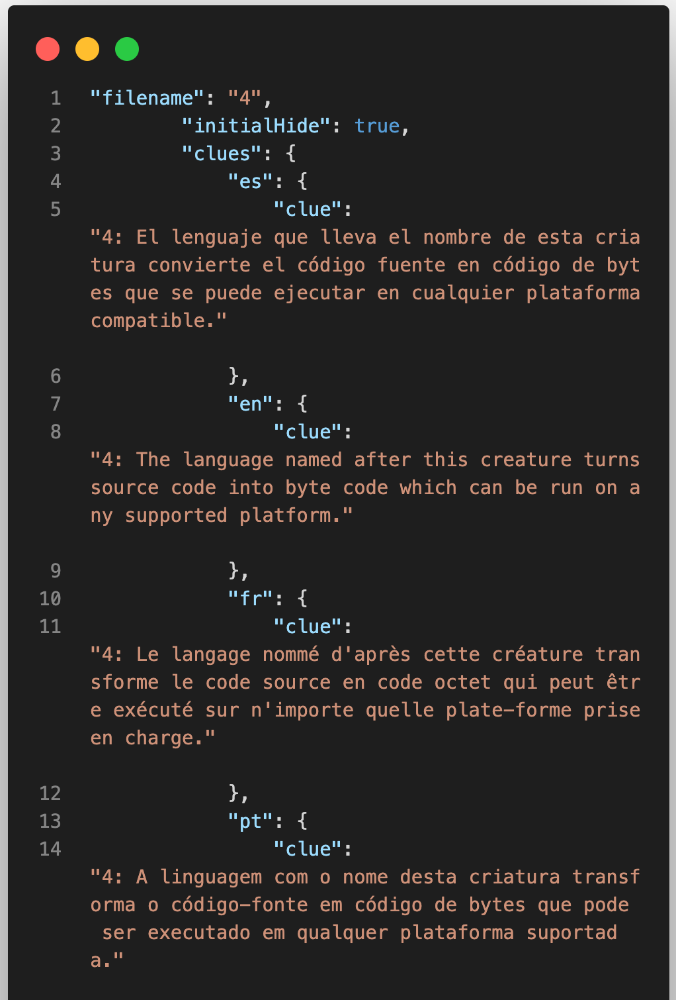 1 "filename": "4",
2 "initialHide": true,
3 "clues": {
4 "es": {
5 "clue":
"4: El lenguaje que lleva el nombre de esta cria
tura convierte el código fuente en código de byt
es que se puede ejecutar en cualquier plataforma
compatible."
6 },
7 "en": {
8 "clue":
"4: The language named after this creature turns
source code into byte code which can be run on a
ny supported platform."
9 },
10 "fr": {
11 "clue":
"4: Le langage nommé d'après cette créature tran
sforme le code source en code octet qui peut êtr
e exécuté sur n'importe quelle plate-forme prise
en charge."
12 },
13 "pt": {
14 "clue":
"4: A linguagem com o nome desta criatura transf
orma o código-fonte em código de bytes que pode
ser executado em qualquer plataforma suportad
a."